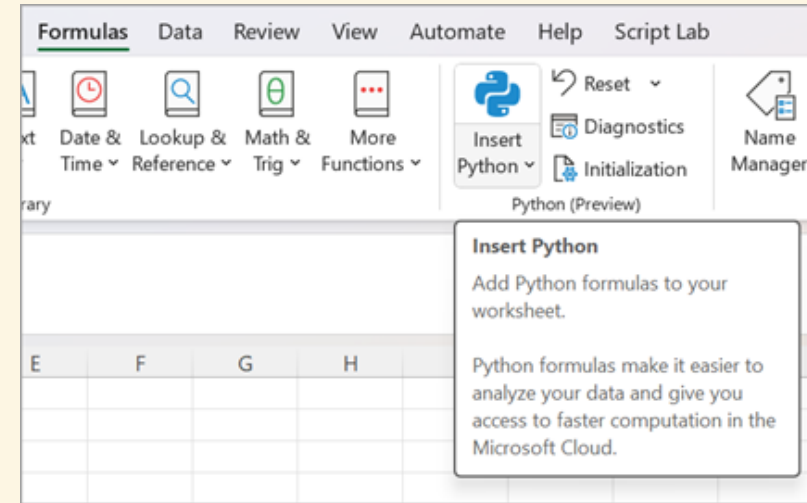 Formulas Data Review View Automate Help Script Lab
Date & Time
Lookup & Reference
Math & Trig
More Functions
Insert Python
Reset
Diagnostics
Initialization
Name Manager
Python (Preview)
Insert Python
Add Python formulas to your
worksheet.
Python formulas make it easier to
analyze your data and give you
access to faster computation in the
Microsoft Cloud.
E F G H